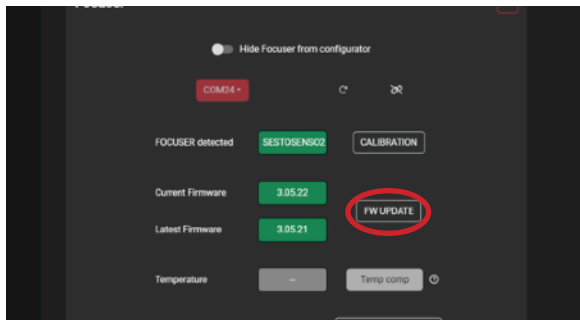 Focuser
Hide Focuser from configurator
COM24
FOCUSER detected SESTOSENSO2 CALIBRATION
Current Firmware 3.05.22
FW UPDATE
Latest Firmware 3.05.21
Temperature -- Temp comp ?